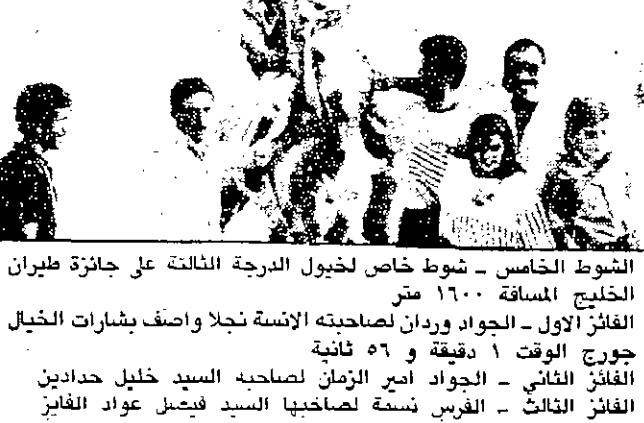 الشوط الخامس ـ شوط خاص لخيول الدرجة الثالثة على جائزة طيران
الخليج المسافة ١٦٠٠ متر
الفائز الاول ـ الجواد وردان لصاحبته الانسة نجلا واصف بشارات الخيال
جورج الوقت ١ دقيقة و ٥٦ ثانية
الفائز الثاني ـ الجواد امير الزمان لصاحبه السيد خليل حدادين
الفائز الثالث ـ الفرس نسمة لصاحبها السيد فيصل عواد الفايز